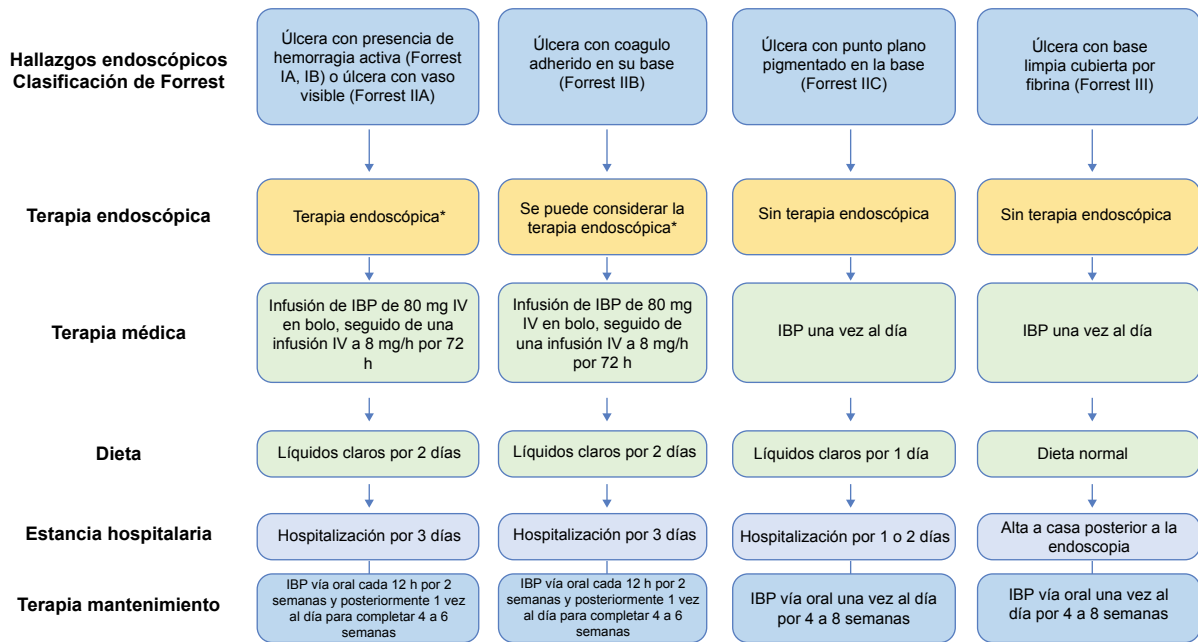 Hallazgos endoscópicos
Clasificación de Forrest
Úlcera con presencia de
hemorragia activa (Forrest
IA, IB) o úlcera con vaso
visible (Forrest IIA)
Úlcera con coagulo
adherido en su base
(Forrest IIB)
Úlcera con punto plano
pigmentado en la base
(Forrest IIC)
Úlcera con base
limpia cubierta por
fibrina (Forrest III)
Terapia endoscópica
Terapia endoscópica*
Se puede considerar la
terapia endoscópica*
Sin terapia endoscópica
Sin terapia endoscópica
Terapia médica
Infusión de IBP de 80 mg IV
en bolo, seguido de una
infusión IV a 8 mg/h por 72
h
Infusión de IBP de 80 mg
IV en bolo, seguido de
una infusión IV a 8 mg/h
por 72 h
IBP una vez al día
IBP una vez al día
Dieta
Líquidos claros por 2 días
Líquidos claros por 2 días
Líquidos claros por 1 día
Dieta normal
Estancia hospitalaria
Hospitalización por 3 días
Hospitalización por 3 días
Hospitalización por 1 o 2 días
Alta a casa posterior a la
endoscopia
Terapia mantenimiento
IBP vía oral cada 12 h por 2
semanas y posteriormente 1 vez
al día para completar 4 a 6
semanas
IBP vía oral cada 12 h por 2
semanas y posteriormente 1 vez
al día para completar 4 a 6
semanas
IBP vía oral una vez al día
por 4 a 8 semanas
IBP vía oral una vez al
día por 4 a 8 semanas